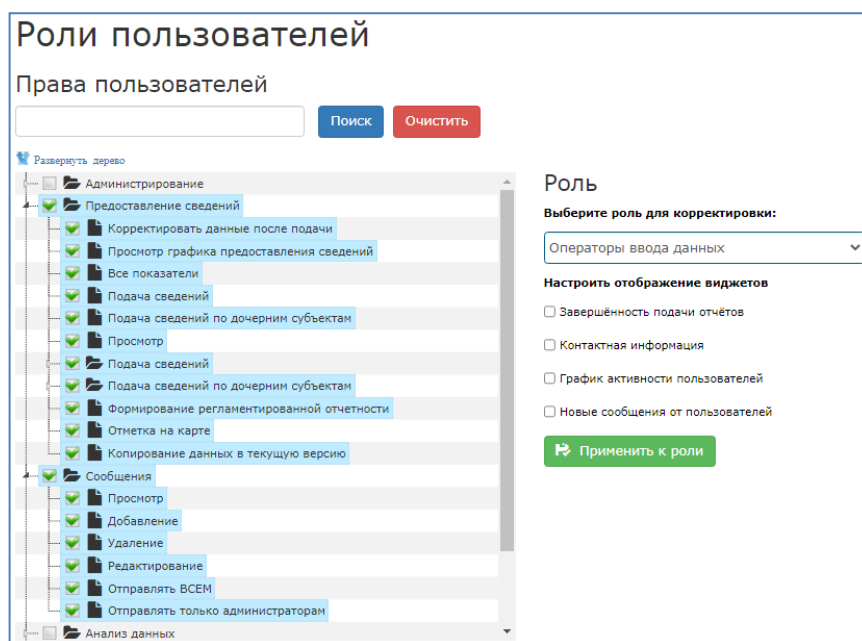 Роли пользователей
Права пользователей
Поиск
Очистить
Развернуть дерево
Администрирование
Предоставление сведений
Корректировать данные после подачи
Просмотр графика предоставления сведений
Все показатели
Подача сведений
Подача сведений по дочерним субъектам
Просмотр
Подача сведений
Подача сведений по дочерним субъектам
Формирование регламентированной отчетности
Отметка на карте
Копирование данных в текущую версию
Сообщения
Просмотр
Добавление
Удаление
Редактирование
Отправлять ВСЕМ
Отправлять только администраторам
Анализ данных
Роль
Выберите роль для корректировки:
Операторы ввода данных
Настроить отображение виджетов
Завершённость подачи отчётов
Контактная информация
График активности пользователей
Новые сообщения от пользователей
Применить к роли